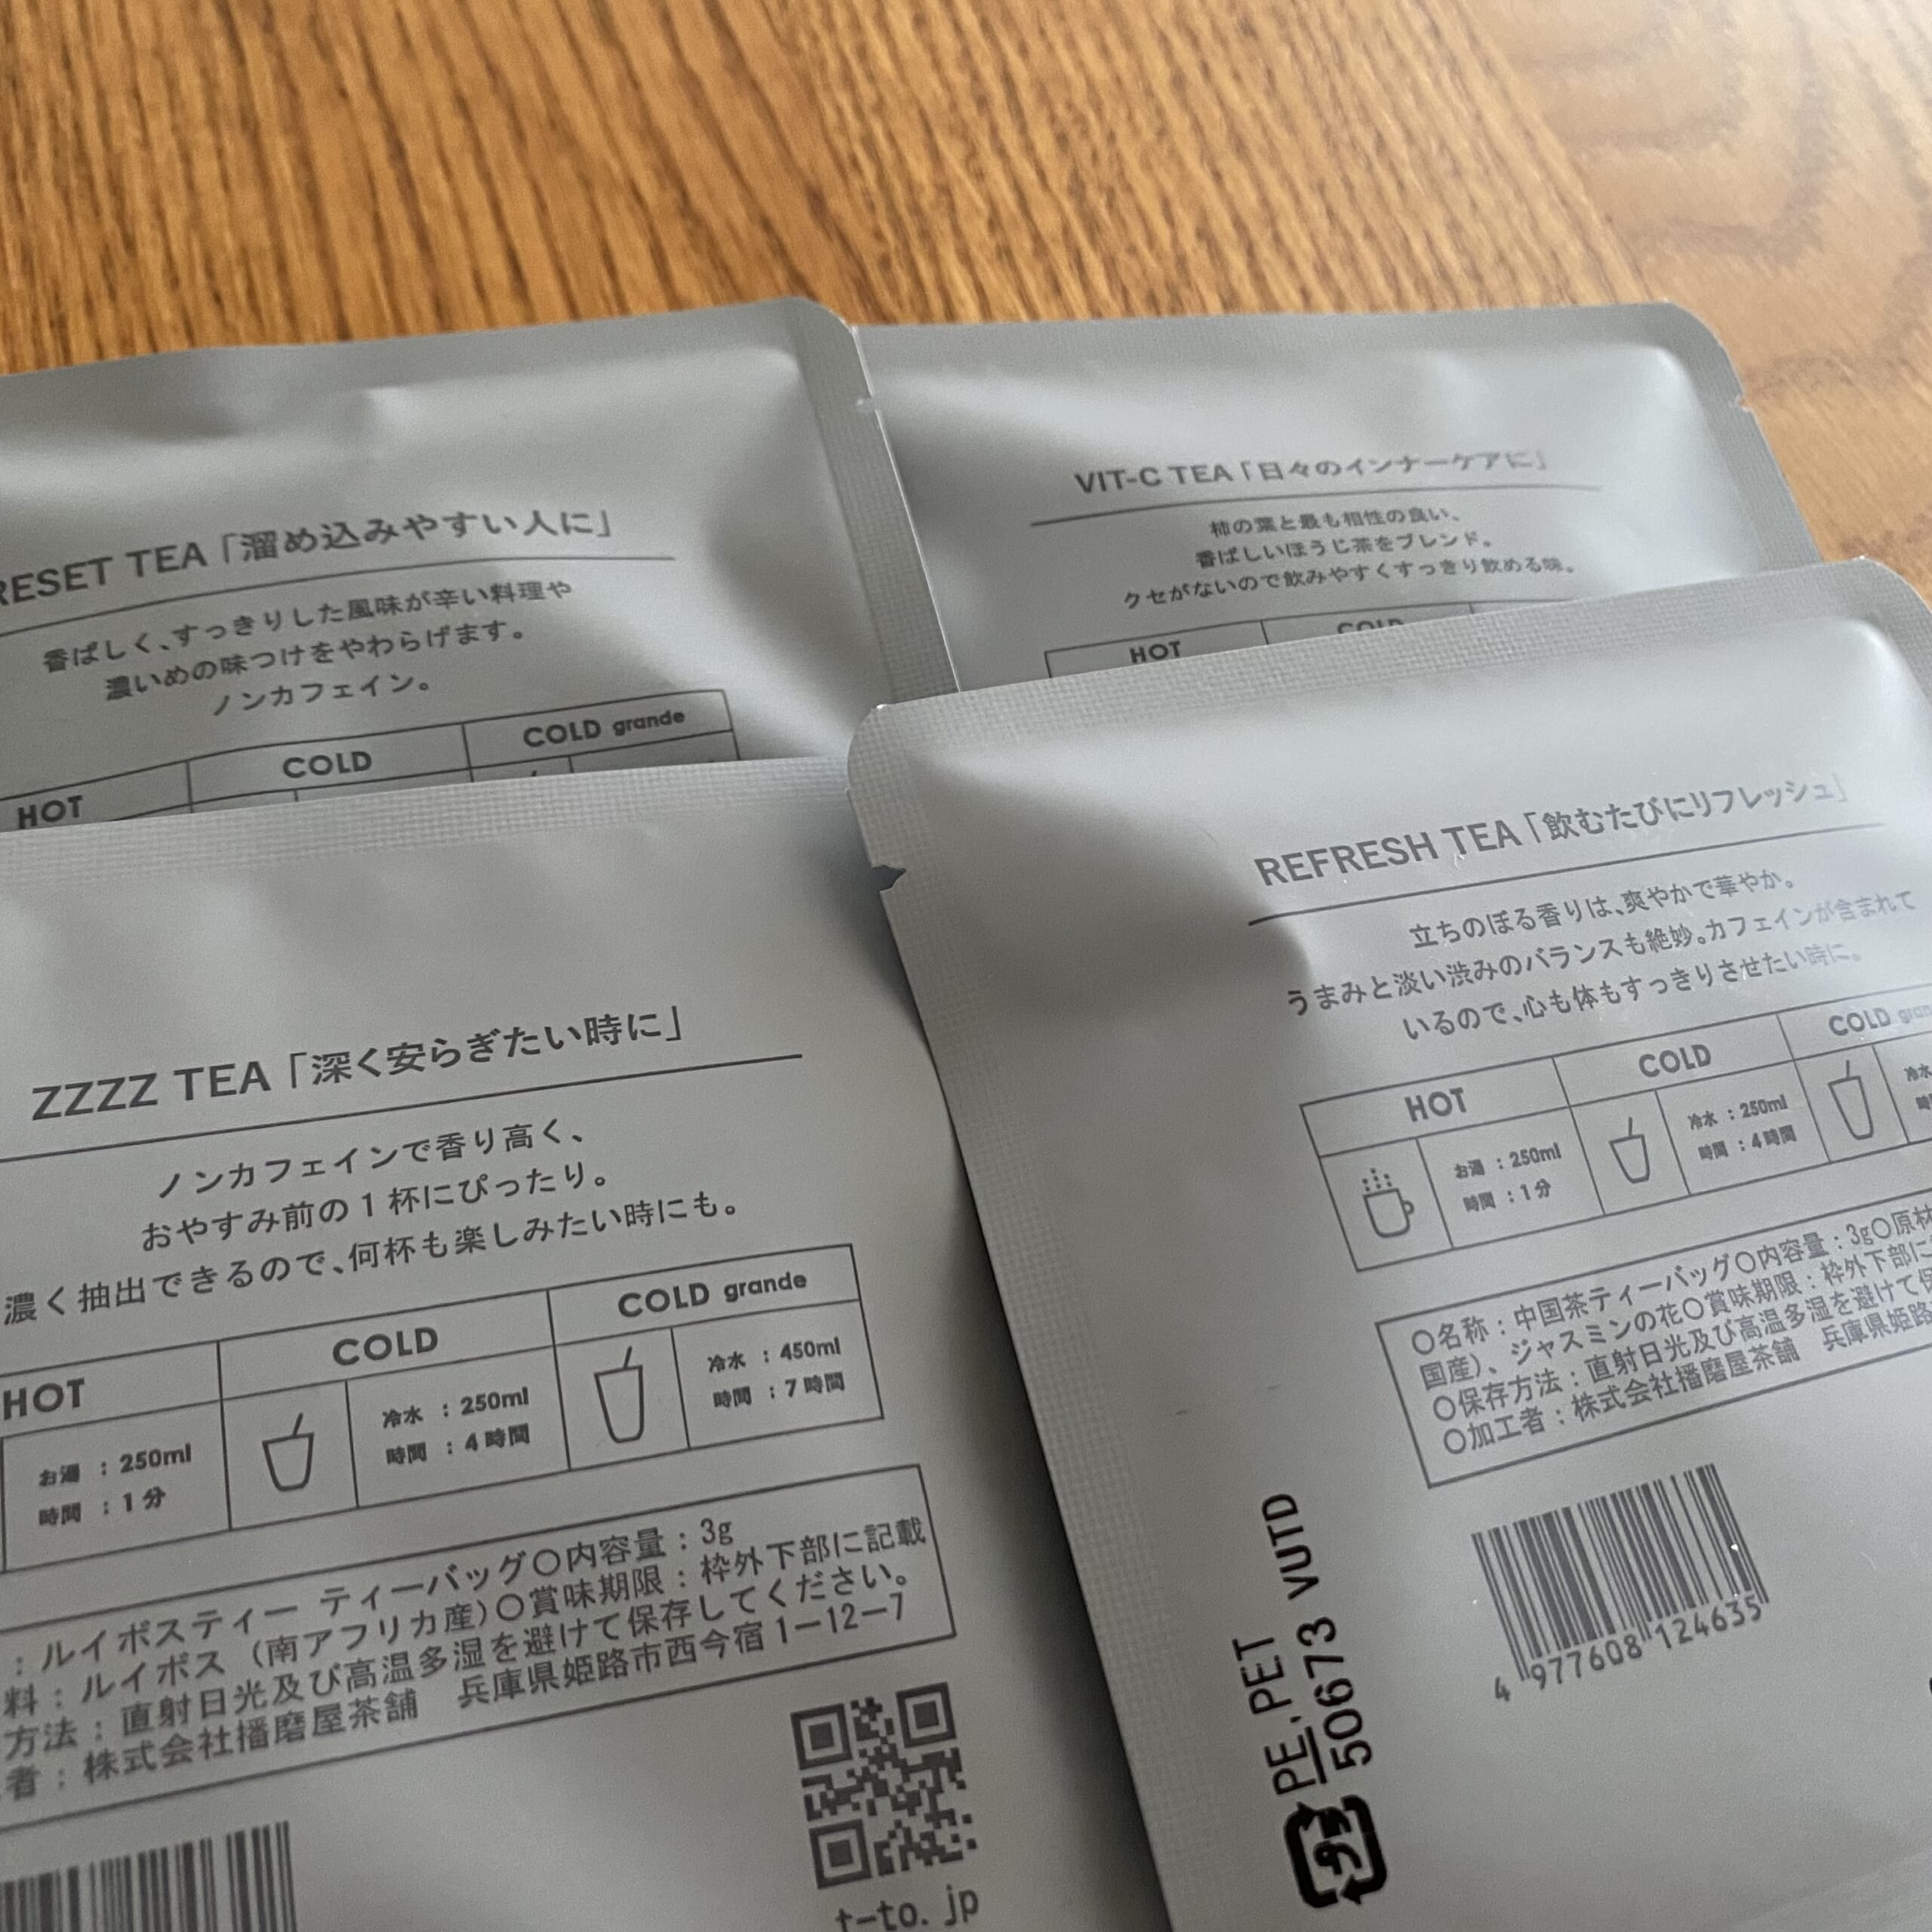 RESET TEA「溜め込みやすい人に」
香ばしく、すっきりした風味が辛い料理や
濃いめの味つけをやわらげます。
ノンカフェイン。
HOT COLD COLD grande
VIT-C TEA「日々のインナーケアに」
柿の葉と最も相性の良い、
香ばしいほうじ茶をブレンド。
クセがないので飲みやすくすっきり飲める味。
HOT COLD
ZZZZ TEA「深く安らぎたい時に」
ノンカフェインで香り高く、
おやすみ前の1杯にぴったり。
濃く抽出できるので、何杯も楽しみたい時にも。
HOT COLD COLD grande
お湯 : 250ml 冷水 : 250ml 冷水 : 450ml
時間 : 1分 時間 : 4時間 時間 : 7時間
: ルイボスティー ティーバッグ〇内容量 : 3g
料 : ルイボス (南アフリカ産)〇賞味期限 : 枠外下部に記載
方法 : 直射日光及び高温多湿を避けて保存してください。
者 : 株式会社播磨屋茶舗 兵庫県姫路市西今宿1-12-7
t-to.jp
REFRESH TEA「飲むたびにリフレッシュ」
立ちのぼる香りは、爽やかで華やか。
うまみと淡い渋みのバランスも絶妙。カフェインが含まれて
いるので、心も体もすっきりさせたい時に。
HOT COLD COLD gran
お湯 : 250ml 冷水 : 250ml 冷水
時間 : 1分 時間 : 4時間 時間
〇名称 : 中国茶ティーバッグ〇内容量 : 3g〇原材
国産)、ジャスミンの花〇賞味期限 : 枠外下部に
〇保存方法 : 直射日光及び高温多湿を避けて保
〇加工者 : 株式会社播磨屋茶舗 兵庫県姫路
4 977608 124635
プラ PE, PET
50673 VUTD